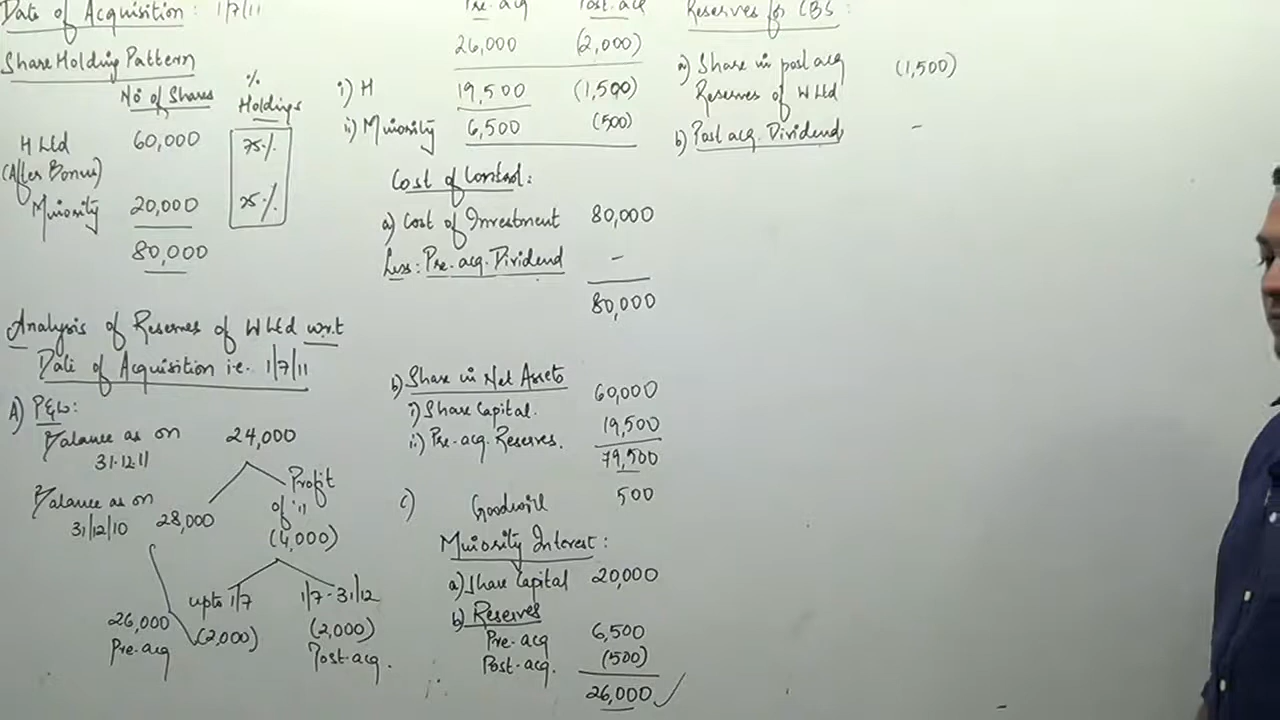 Date of Acquisition: 1/7/11
Share Holding Pattern
No of Shares
% Holdings
H Ltd 60,000 75%
(After Bonus)
Minority 20,000 25%
80,000
Analysis of Reserves of W Ltd w.r.t
Date of Acquisition i.e. 1/7/11
A) P&L:
Balance as on 24,000
31.12.11
Balance as on
31/12/10 28,000
Profit
of '11
(4,000)
upto 1/7 1/7-31/12
26,000 (2,000) (2,000)
Pre-acq Post-acq.
Pre-acq Post-acq
26,000 (2,000)
i) H 19,500 (1,500)
ii) Minority 6,500 (500)
Cost of Control:
a) Cost of Investment 80,000
Less: Pre-acq. Dividend -
80,000
b) Share in Net Assets
i) Share Capital. 60,000
ii) Pre-acq. Reserves. 19,500
79,500
c) Goodwill 500
Minority Interest:
a) Share Capital 20,000
b) Reserves
Pre-acq 6,500
Post-acq. (500)
26,000 ✓
Reserves for CBS:
a) Share in post acq (1,500)
Reserves of W Ltd
b) Post acq. Dividend -